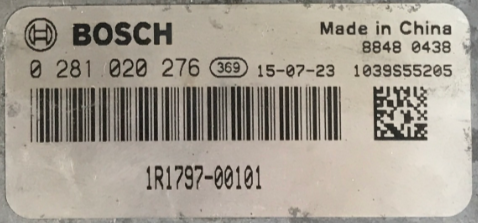 BOSCH
Made in China
8848 0438
0 281 020 276 369 15-07-23 1039S55205
1R1797-00101